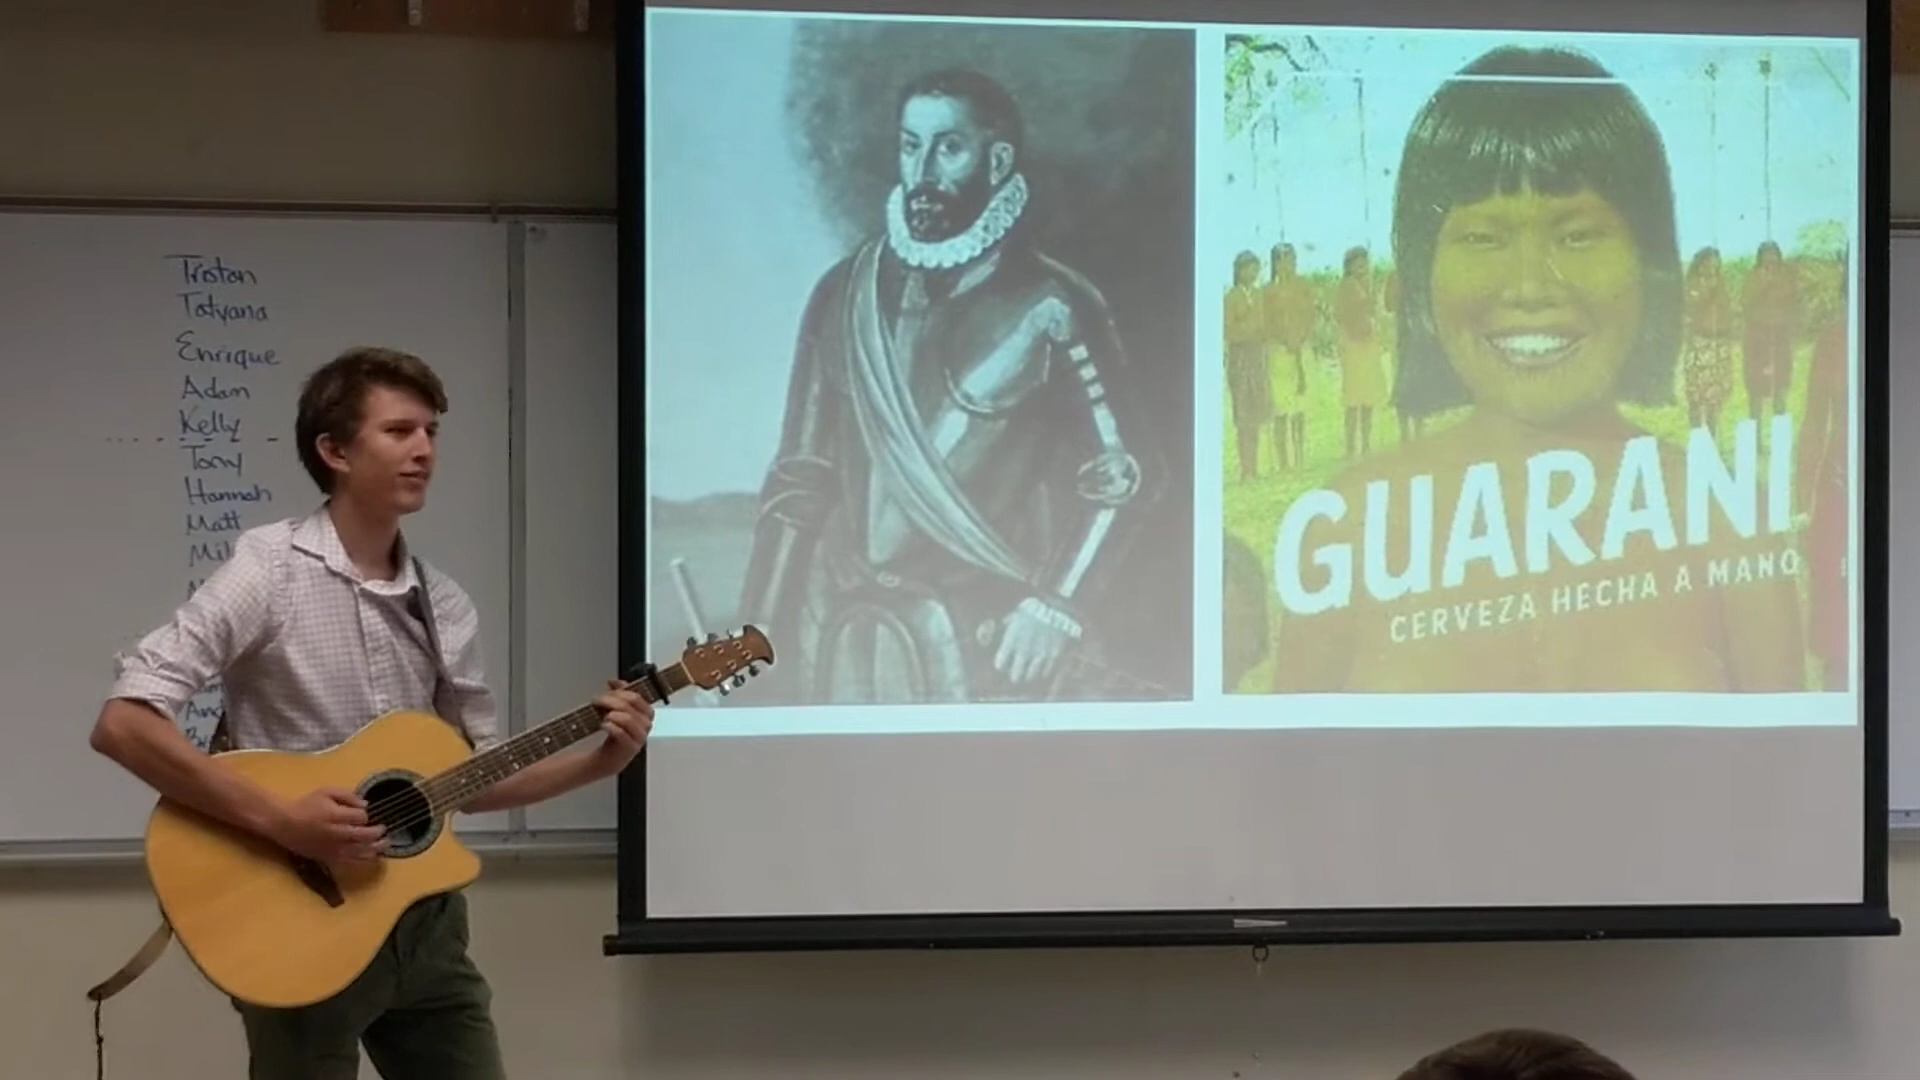 Triston
Tatyana
Enrique
Adam
Kelly
Tony
Hannah
Matt
GUARANI
CERVEZA HECHA A MANO